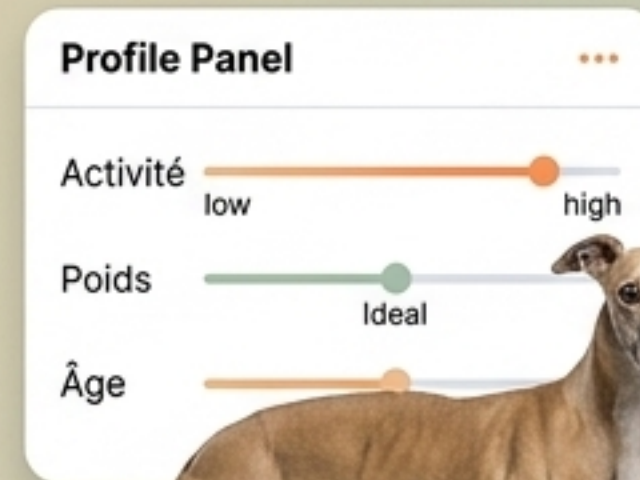 Profile Panel
Activité
low high
Poids
Ideal
Âge